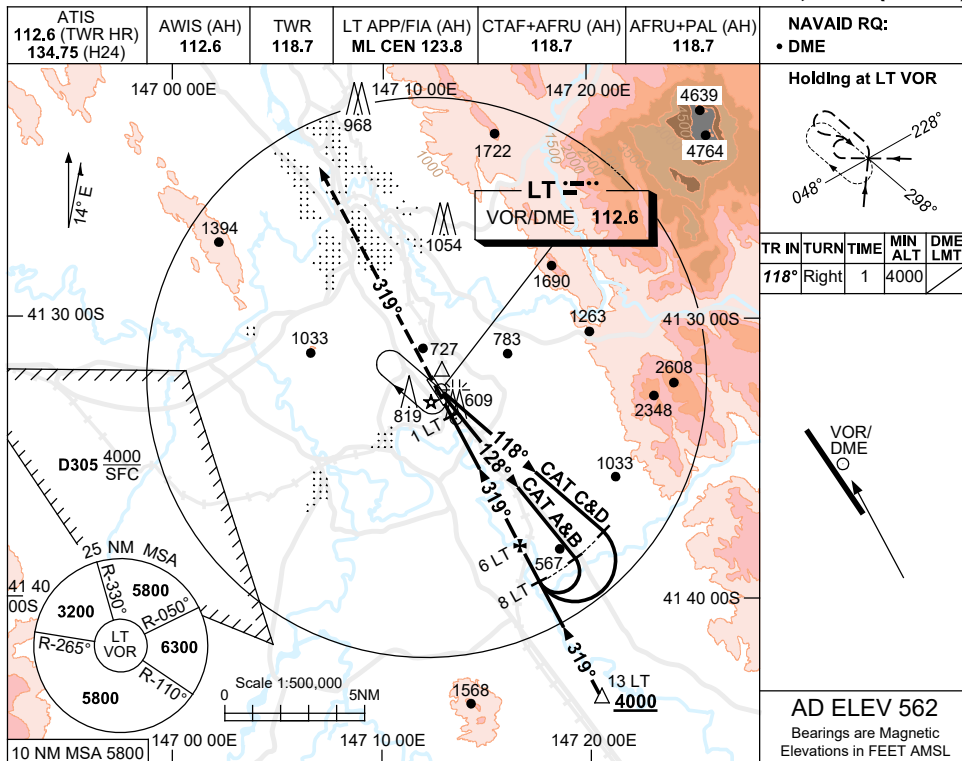 ATIS
112.6 (TWR HR)
134.75 (H24)
AWIS (AH)
112.6
TWR
118.7
LT APP/FIA (AH)
ML CEN 123.8
CTAF+AFRU (AH)
118.7
AFRU+PAL (AH)
118.7
NAVAID RQ:
• DME
147 00 00E
147 10 00E
147 20 00E
14° E
968
1722
4639
4764
1500
1000
1500
2000
LT
VOR/DME 112.6
1394
1054
1690
319°
41 30 00S
41 30 00S
1263
1033
727
783
2608
2348
819
609
1 LT
118°
CAT C&D
128°
CAT A&B
319°
D305 4000
SFC
1033
6 LT
567
8 LT
25 NM MSA
41 40
00S
41 40 00S
R-330°
5800
3200
R-050°
LT
VOR
6300
R-265°
R-110°
5800
319°
13 LT
4000
Scale 1:500,000
0
5NM
1568
147 00 00E
147 10 00E
147 20 00E
10 NM MSA 5800
Holding at LT VOR
228°
048°
298°
TR IN TURN TIME MIN ALT DME LMT
118° Right 1 4000
VOR/
DME
AD ELEV 562
Bearings are Magnetic
Elevations in FEET AMSL